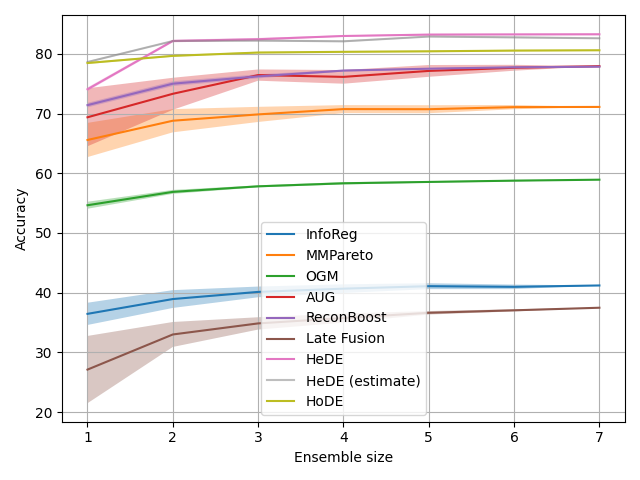 80
70
60
50
40
30
20
Accuracy
InfoReg
MMPareto
OGM
AUG
ReconBoost
Late Fusion
HeDE
HeDE (estimate)
HoDE
1 2 3 4 5 6 7
Ensemble size